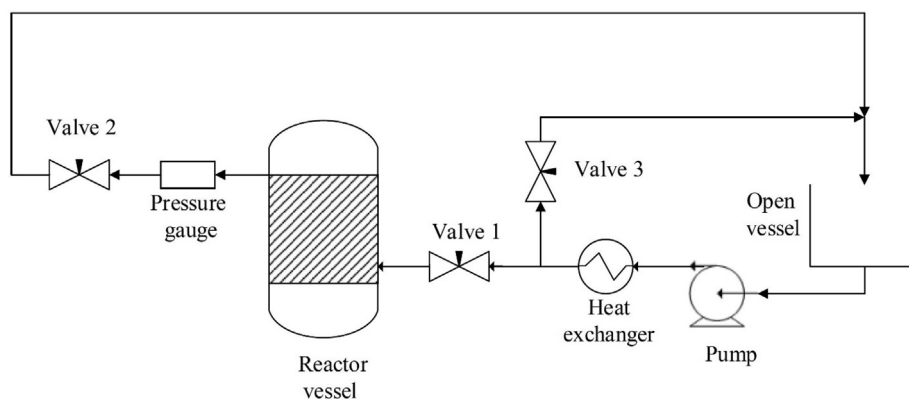 Valve 2
Pressure
gauge
Reactor
vessel
Valve 1
Valve 3
Heat
exchanger
Pump
Open
vessel